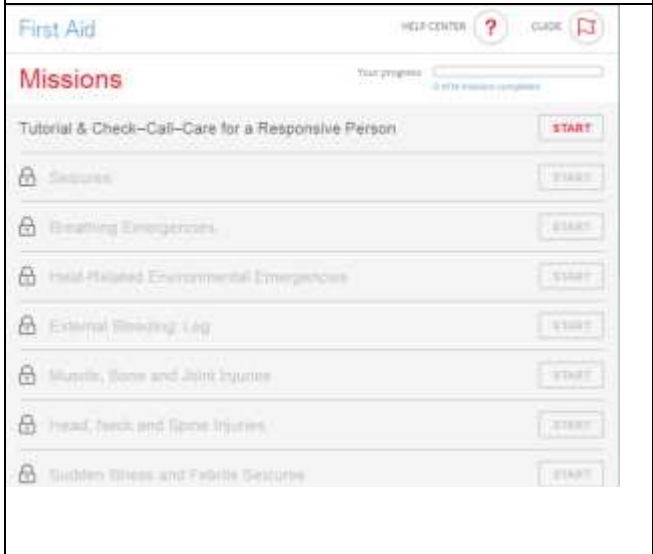 First Aid
HELP CENTER ? GUIDE
Missions
Your progress
missions completed
Tutorial & Check–Call–Care for a Responsive Person START
Seizures START
Breathing Emergencies START
Heat-Related Environmental Emergencies START
External Bleeding: Leg START
Muscle, Bone and Joint Injuries START
Head, Neck and Spine Injuries START
Sudden Illness and Febrile Seizures START